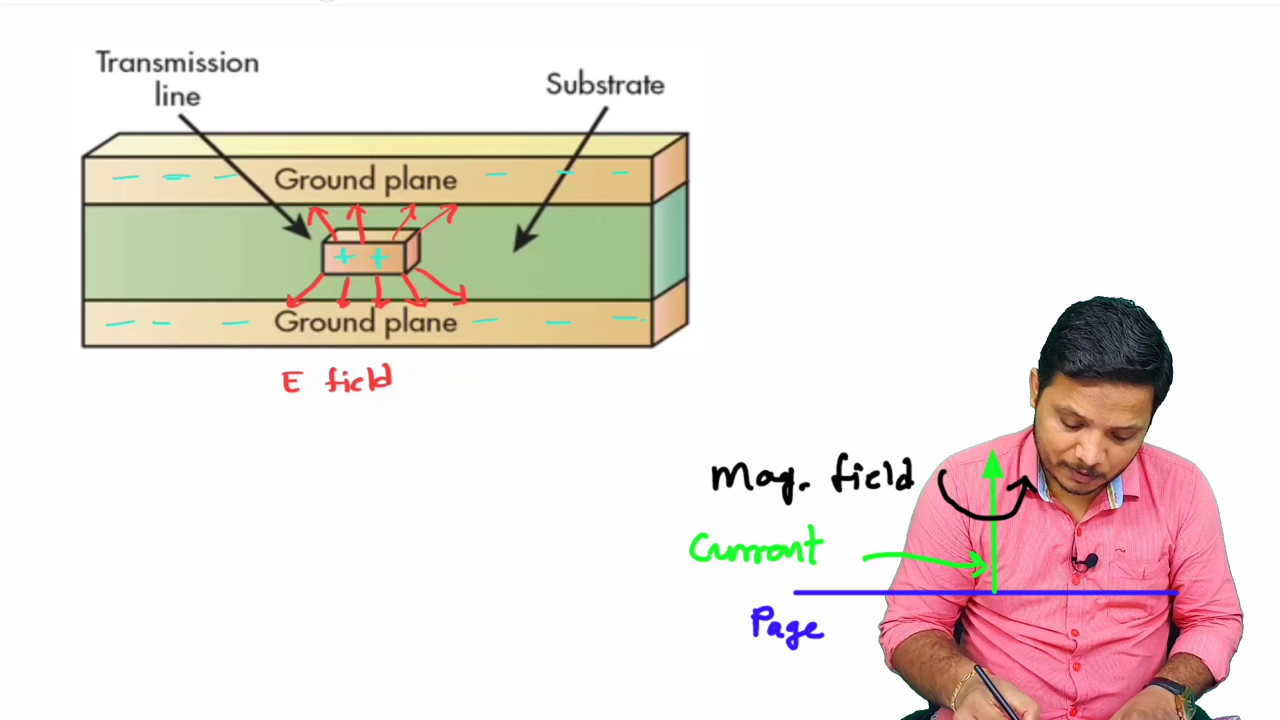 Transmission
line
Substrate
Ground plane
+ +
Ground plane
E field
Mag. field
Current
Page